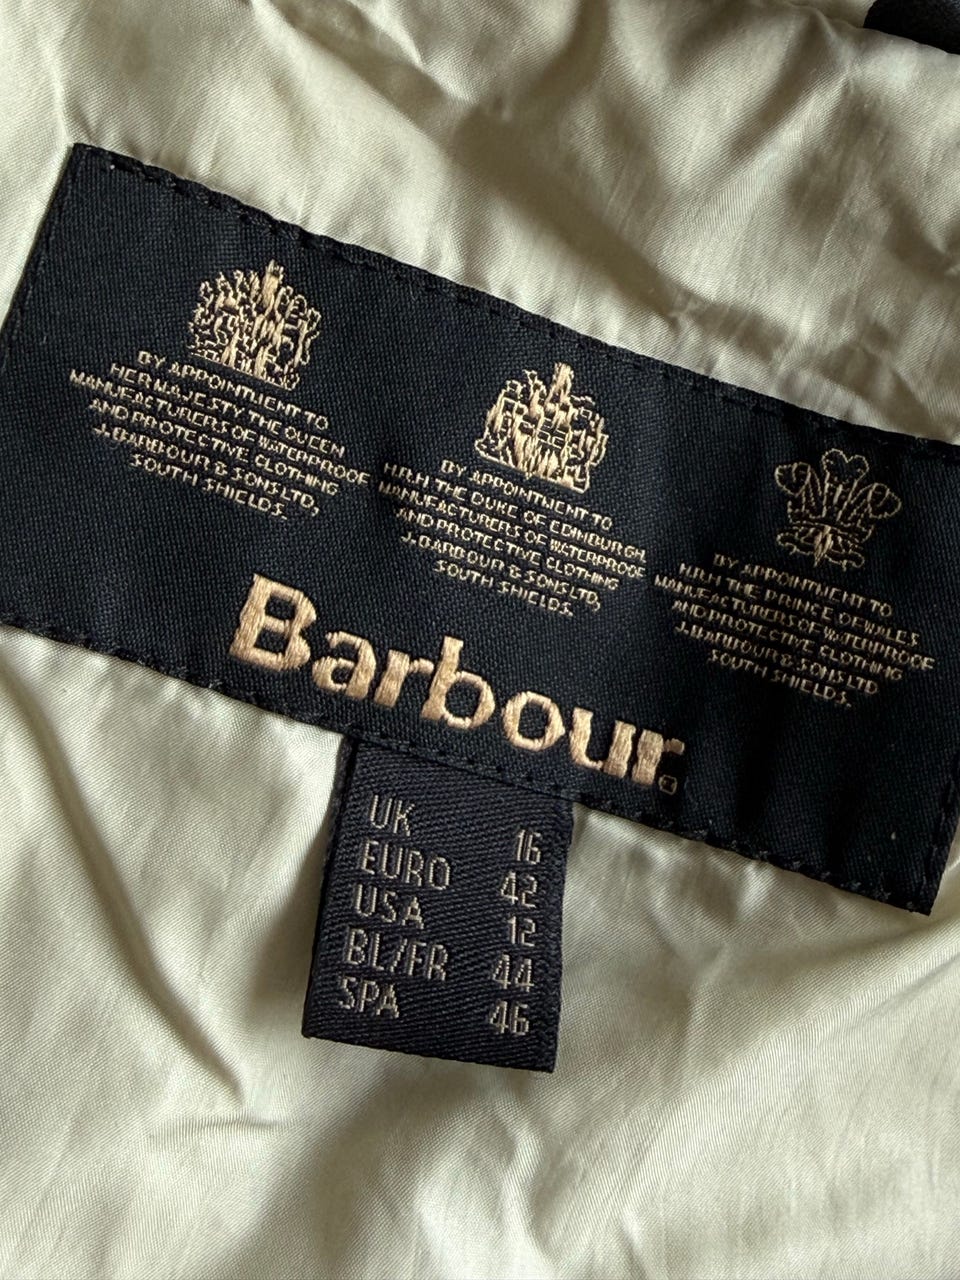 BY APPOINTMENT TO
HER MAJESTY THE QUEEN
MANUFACTURERS OF WATERPROOF
AND PROTECTIVE CLOTHING
J.BARBOUR & SONS LTD,
SOUTH SHIELDS.
BY APPOINTMENT TO
H.R.H THE DUKE OF EDINBURGH
MANUFACTURERS OF WATERPROOF
AND PROTECTIVE CLOTHING
J.BARBOUR & SONS LTD,
SOUTH SHIELDS.
BY APPOINTMENT TO
H.R.H THE PRINCE OF WALES
MANUFACTURERS OF WATERPROOF
AND PROTECTIVE CLOTHING
J.BARBOUR & SONS LTD
SOUTH SHIELDS.
Barbour®
UK 16
EURO 42
USA 12
BL/FR 44
SPA 46